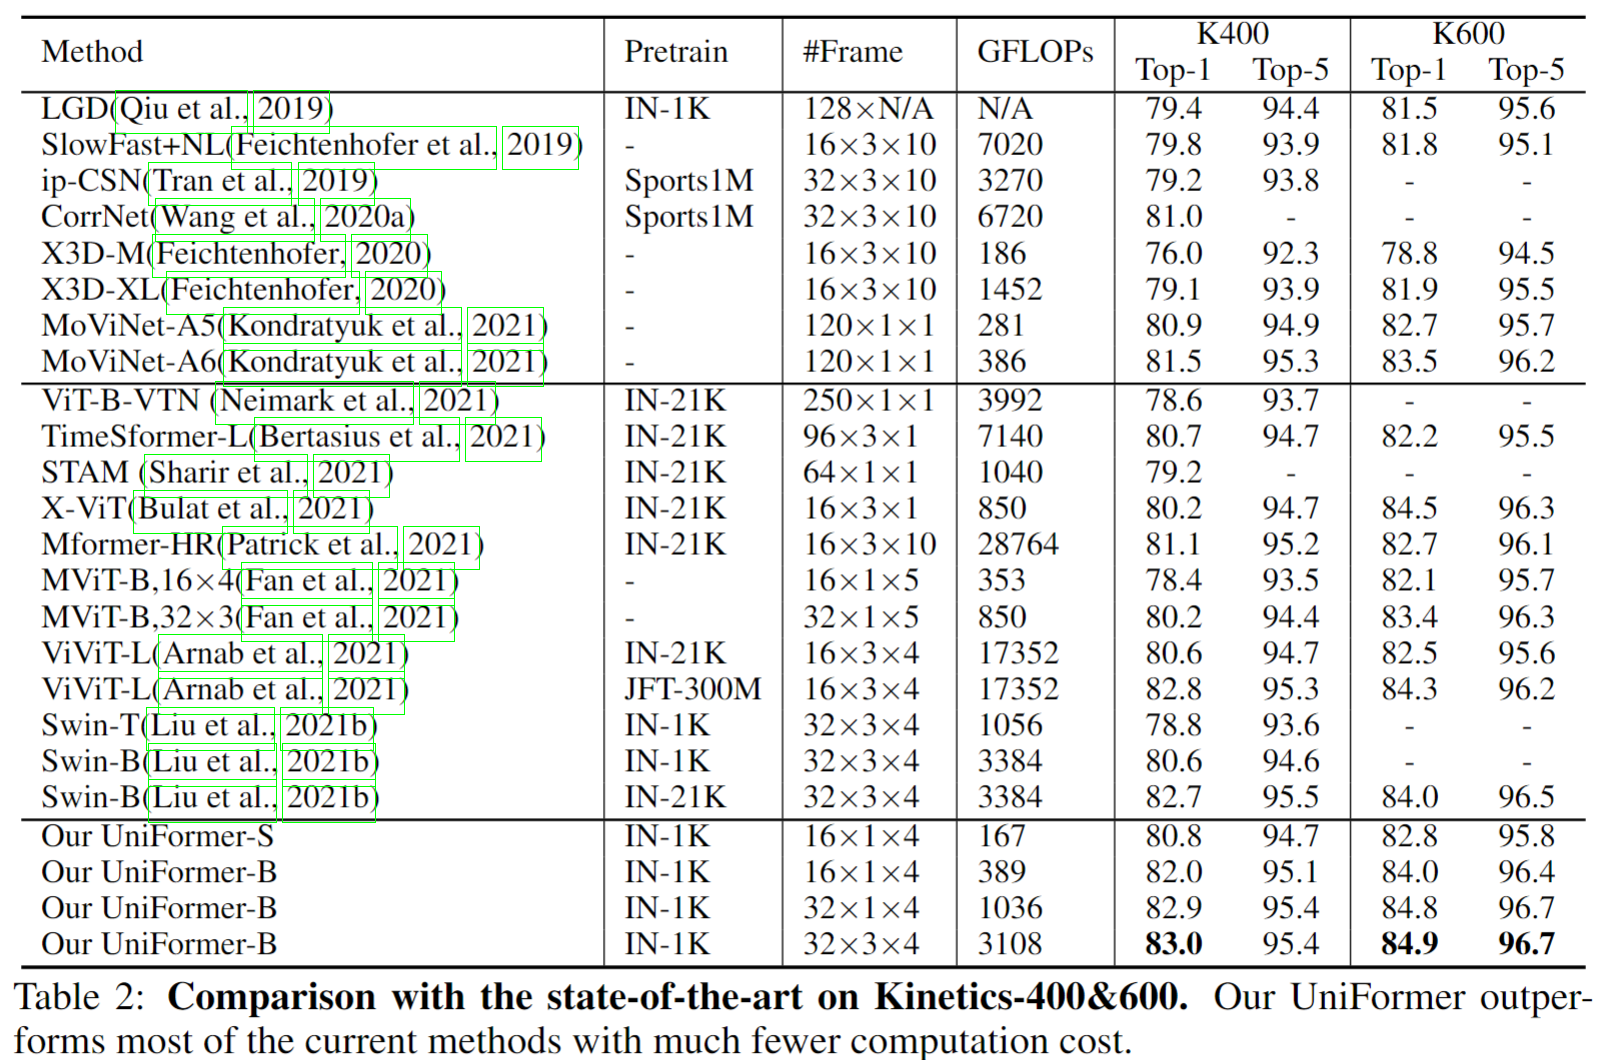 Method Pretrain #Frame GFLOPs K400 K600
Top-1 Top-5 Top-1 Top-5
LGD(Qiu et al., 2019) IN-1K 128×N/A N/A 79.4 94.4 81.5 95.6
SlowFast+NL(Feichtenhofer et al., 2019) - 16×3×10 7020 79.8 93.9 81.8 95.1
ip-CSN(Tran et al., 2019) Sports1M 32×3×10 3270 79.2 93.8 - -
CorrNet(Wang et al., 2020a) Sports1M 32×3×10 6720 81.0 - - -
X3D-M(Feichtenhofer, 2020) - 16×3×10 186 76.0 92.3 78.8 94.5
X3D-XL(Feichtenhofer, 2020) - 16×3×10 1452 79.1 93.9 81.9 95.5
MoViNet-A5(Kondratyuk et al., 2021) - 120×1×1 281 80.9 94.9 82.7 95.7
MoViNet-A6(Kondratyuk et al., 2021) - 120×1×1 386 81.5 95.3 83.5 96.2
ViT-B-VTN (Neimark et al., 2021) IN-21K 250×1×1 3992 78.6 93.7 - -
TimeSformer-L(Bertasius et al., 2021) IN-21K 96×3×1 7140 80.7 94.7 82.2 95.5
STAM (Sharir et al., 2021) IN-21K 64×1×1 1040 79.2 - - -
X-ViT(Bulat et al., 2021) IN-21K 16×3×1 850 80.2 94.7 84.5 96.3
Mformer-HR(Patrick et al., 2021) IN-21K 16×3×10 28764 81.1 95.2 82.7 96.1
MViT-B,16×4(Fan et al., 2021) - 16×1×5 353 78.4 93.5 82.1 95.7
MViT-B,32×3(Fan et al., 2021) - 32×1×5 850 80.2 94.4 83.4 96.3
ViViT-L(Arnab et al., 2021) IN-21K 16×3×4 17352 80.6 94.7 82.5 95.6
ViViT-L(Arnab et al., 2021) JFT-300M 16×3×4 17352 82.8 95.3 84.3 96.2
Swin-T(Liu et al., 2021b) IN-1K 32×3×4 1056 78.8 93.6 - -
Swin-B(Liu et al., 2021b) IN-1K 32×3×4 3384 80.6 94.6 - -
Swin-B(Liu et al., 2021b) IN-21K 32×3×4 3384 82.7 95.5 84.0 96.5
Our UniFormer-S IN-1K 16×1×4 167 80.8 94.7 82.8 95.8
Our UniFormer-B IN-1K 16×1×4 389 82.0 95.1 84.0 96.4
Our UniFormer-B IN-1K 32×1×4 1036 82.9 95.4 84.8 96.7
Our UniFormer-B IN-1K 32×3×4 3108 83.0 95.4 84.9 96.7
Table 2: Comparison with the state-of-the-art on Kinetics-400&600. Our UniFormer outper-
forms most of the current methods with much fewer computation cost.